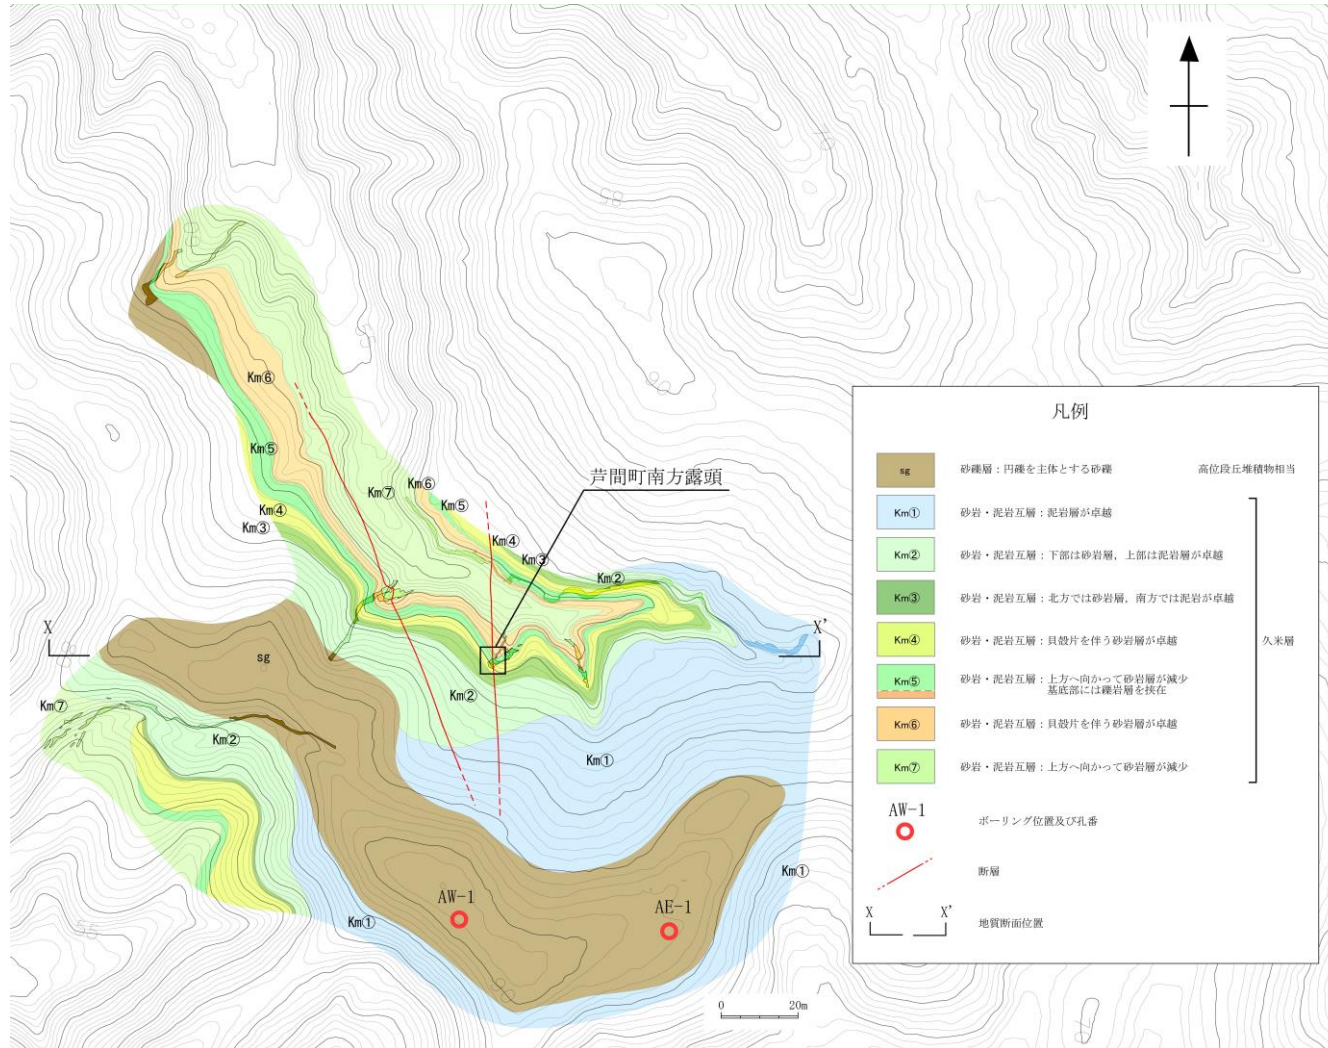 Km⑥
Km⑤
Km④
Km③
Km⑦
Km⑥
Km⑤
Km④
Km③
Km②
芦間町南方露頭
X
X'
sg
Km②
Km⑦
Km②
Km①
Km①
Km①
AW-1
AE-1
0 20m
凡例
sg 砂礫層:円礫を主体とする砂礫 高位段丘堆積物相当
Km① 砂岩・泥岩互層:泥岩層が卓越
Km② 砂岩・泥岩互層:下部は砂岩層,上部は泥岩層が卓越
Km③ 砂岩・泥岩互層:北方では砂岩層,南方では泥岩が卓越
Km④ 砂岩・泥岩互層:貝殻片を伴う砂岩層が卓越
久米層
Km⑤ 砂岩・泥岩互層:上方へ向かって砂岩層が減少
基底部には礫岩層を挟在
Km⑥ 砂岩・泥岩互層:貝殻片を伴う砂岩層が卓越
Km⑦ 砂岩・泥岩互層:上方へ向かって砂岩層が減少
AW-1
ボーリング位置及び孔番
断層
X X'
地質断面位置